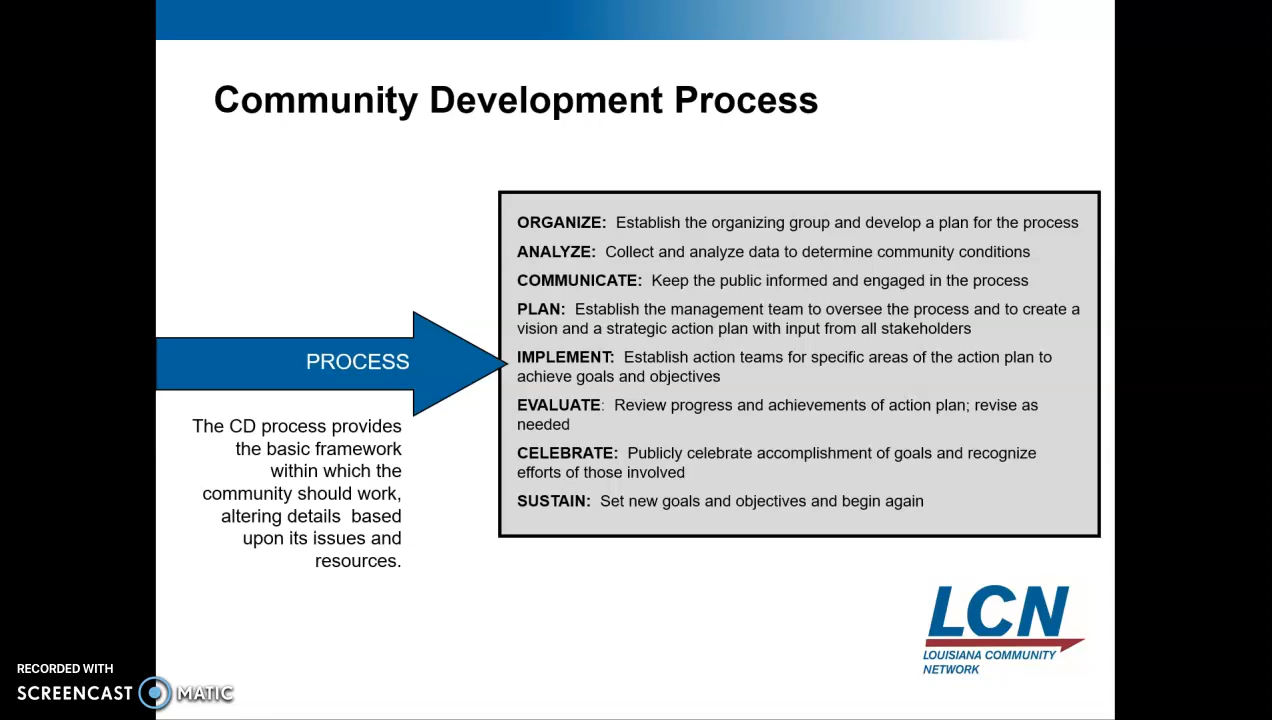 Community Development Process
ORGANIZE: Establish the organizing group and develop a plan for the process
ANALYZE: Collect and analyze data to determine community conditions
COMMUNICATE: Keep the public informed and engaged in the process
PLAN: Establish the management team to oversee the process and to create a
vision and a strategic action plan with input from all stakeholders
IMPLEMENT: Establish action teams for specific areas of the action plan to
achieve goals and objectives
EVALUATE: Review progress and achievements of action plan; revise as
needed
CELEBRATE: Publicly celebrate accomplishment of goals and recognize
efforts of those involved
SUSTAIN: Set new goals and objectives and begin again
PROCESS
The CD process provides
the basic framework
within which the
community should work,
altering details based
upon its issues and
resources.
LCN
LOUISIANA COMMUNITY
NETWORK
RECORDED WITH
SCREENCAST MATIC